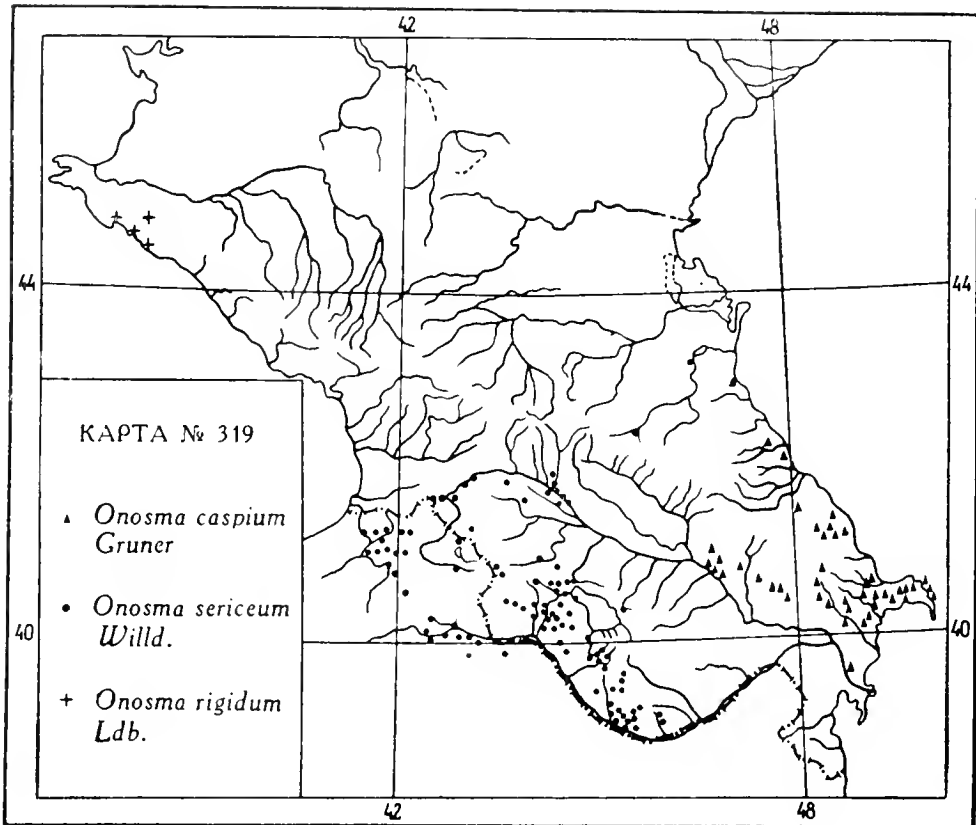 42 48
44 44
КАРТА № 319
▲ Onosma caspium
Gruner
● Onosma sericeum
Willd.
+ Onosma rigidum
Ldb.
40 40
42 48